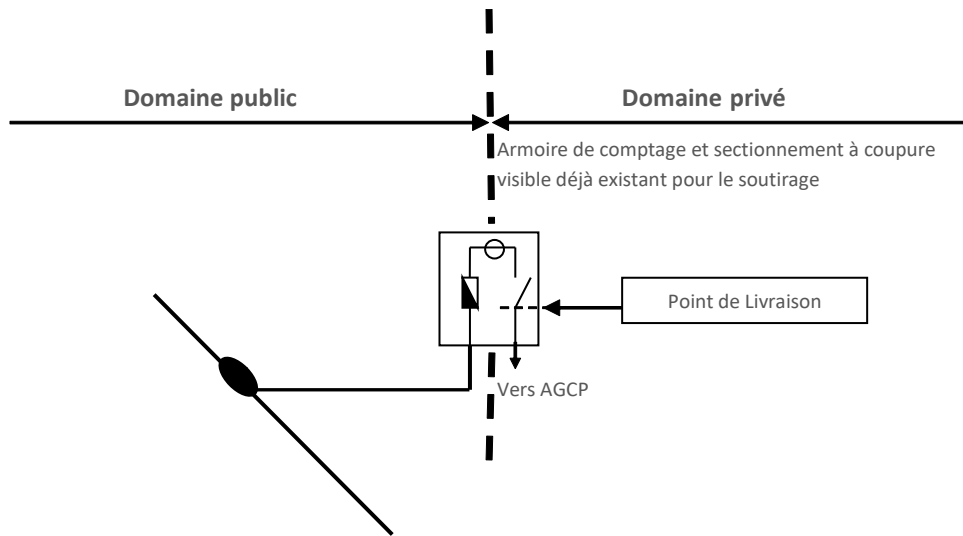 Domaine public
Domaine privé
Armoire de comptage et sectionnement à coupure
visible déjà existant pour le soutirage
Point de Livraison
Vers AGCP